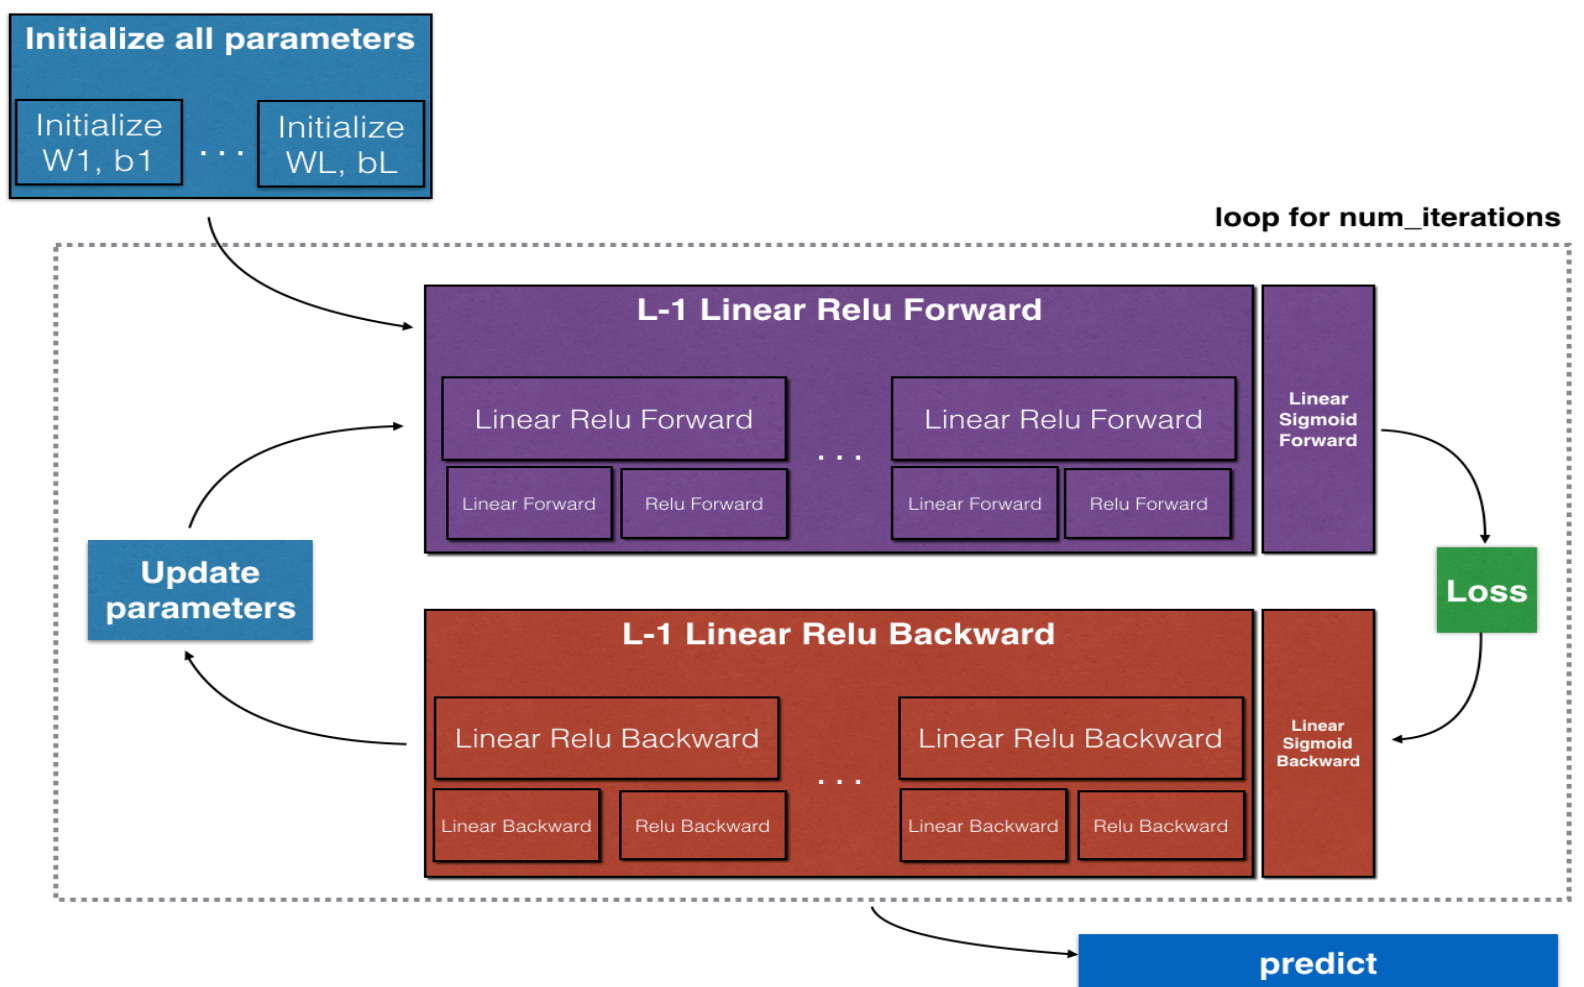 Initialize all parameters
Initialize
W1, b1
. . .
Initialize
WL, bL
loop for num_iterations
L-1 Linear Relu Forward
Linear Relu Forward
Linear Forward
Relu Forward
. . .
Linear Relu Forward
Linear Forward
Relu Forward
Linear
Sigmoid
Forward
Update
parameters
Loss
L-1 Linear Relu Backward
Linear Relu Backward
Linear Backward
Relu Backward
. . .
Linear Relu Backward
Linear Backward
Relu Backward
Linear
Sigmoid
Backward
predict